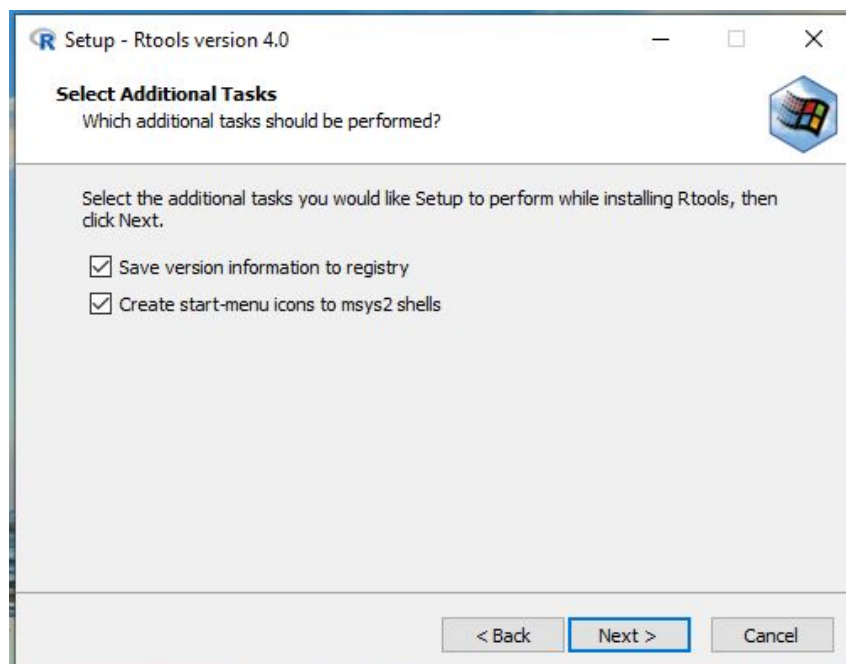 Setup - Rtools version 4.0
Select Additional Tasks
Which additional tasks should be performed?
Select the additional tasks you would like Setup to perform while installing Rtools, then
click Next.
Save version information to registry
Create start-menu icons to msys2 shells
< Back
Next >
Cancel